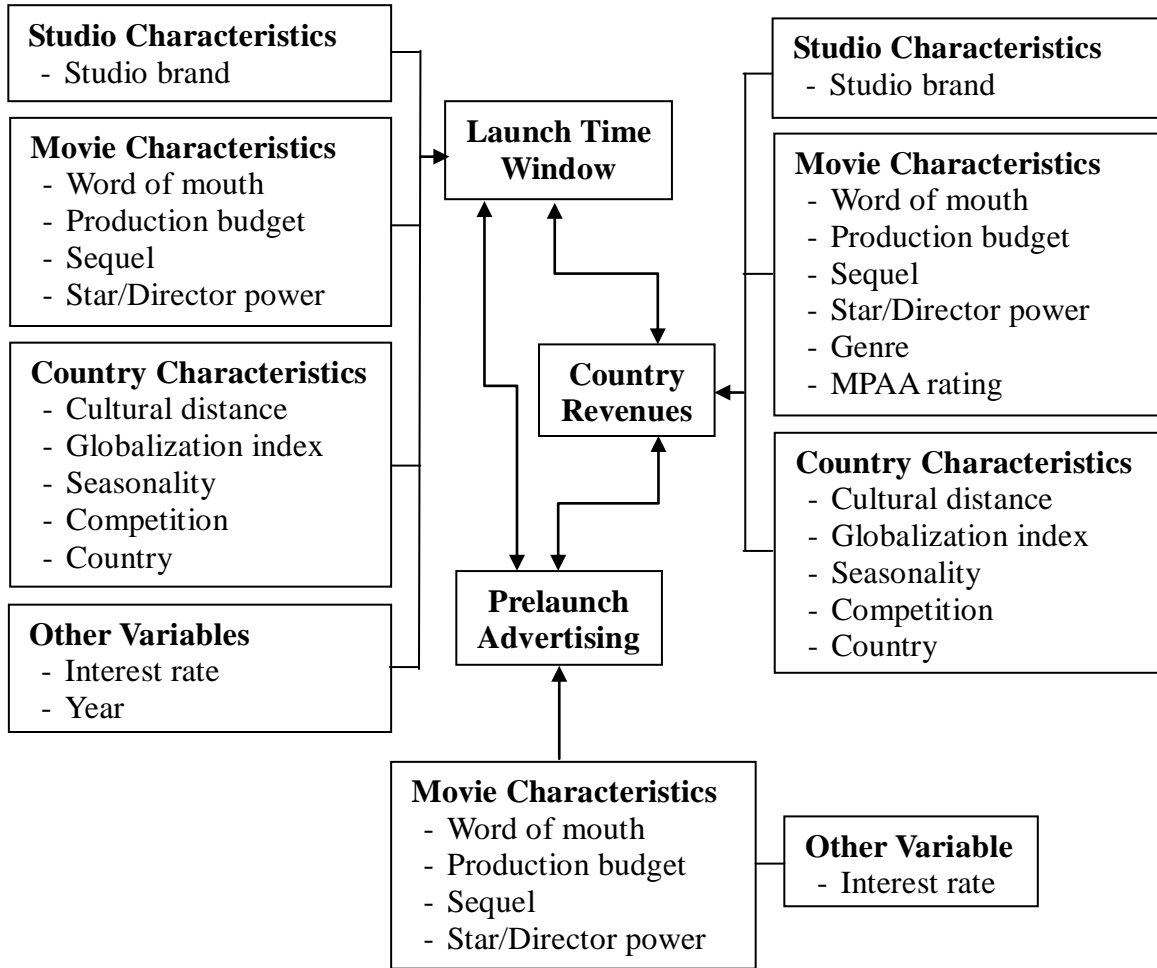 Studio Characteristics
- Studio brand
Movie Characteristics
- Word of mouth
- Production budget
- Sequel
- Star/Director power
Country Characteristics
- Cultural distance
- Globalization index
- Seasonality
- Competition
- Country
Other Variables
- Interest rate
- Year
Launch Time
Window
Country
Revenues
Prelaunch
Advertising
Studio Characteristics
- Studio brand
Movie Characteristics
- Word of mouth
- Production budget
- Sequel
- Star/Director power
- Genre
- MPAA rating
Country Characteristics
- Cultural distance
- Globalization index
- Seasonality
- Competition
- Country
Movie Characteristics
- Word of mouth
- Production budget
- Sequel
- Star/Director power
Other Variable
- Interest rate